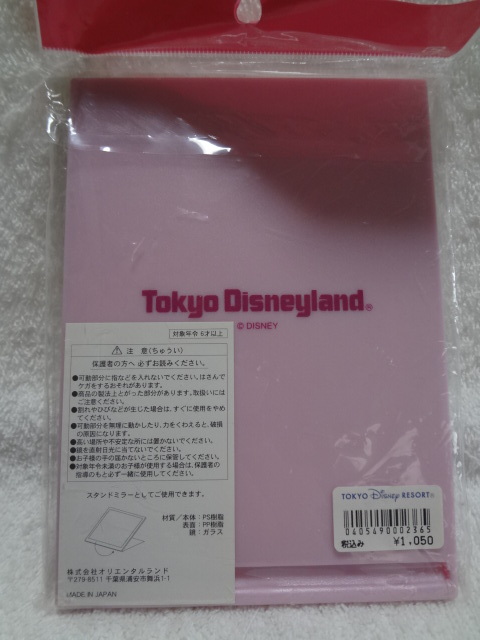 Tokyo Disneyland®
© DISNEY
対象年令 6才以上
⚠ 注 意(ちゅうい)
保護者の方へ 必ずお読みください。
●可動部分に指などを入れないでください。はさんで
ケガをするおそれがあります。
●商品の製法上とがった部分があります。取扱いには
ご注意ください。
●割れやひびなどが生じた場合は、すぐに使用をやめ
てください。
●可動部分を無理に動かしたり、力をくわえると、破損
の原因になります。
●高い場所や不安定な所には置かないでください。
●鏡を直射日光に当てないでください。
●お子様の手の届かないところに保管してください。
●対象年令未満のお子様が使用する場合は、保護者の
指導のもと必ず一緒に使用してください。
スタンドミラーとしてご使用できます。
材質/本体:PS樹脂
表面:PP樹脂
鏡:ガラス
株式会社オリエンタルランド
〒279-8511 千葉県浦安市舞浜1-1
MADE IN JAPAN
TOKYO Disney RESORT®
0405490002365
税込み ¥1,050